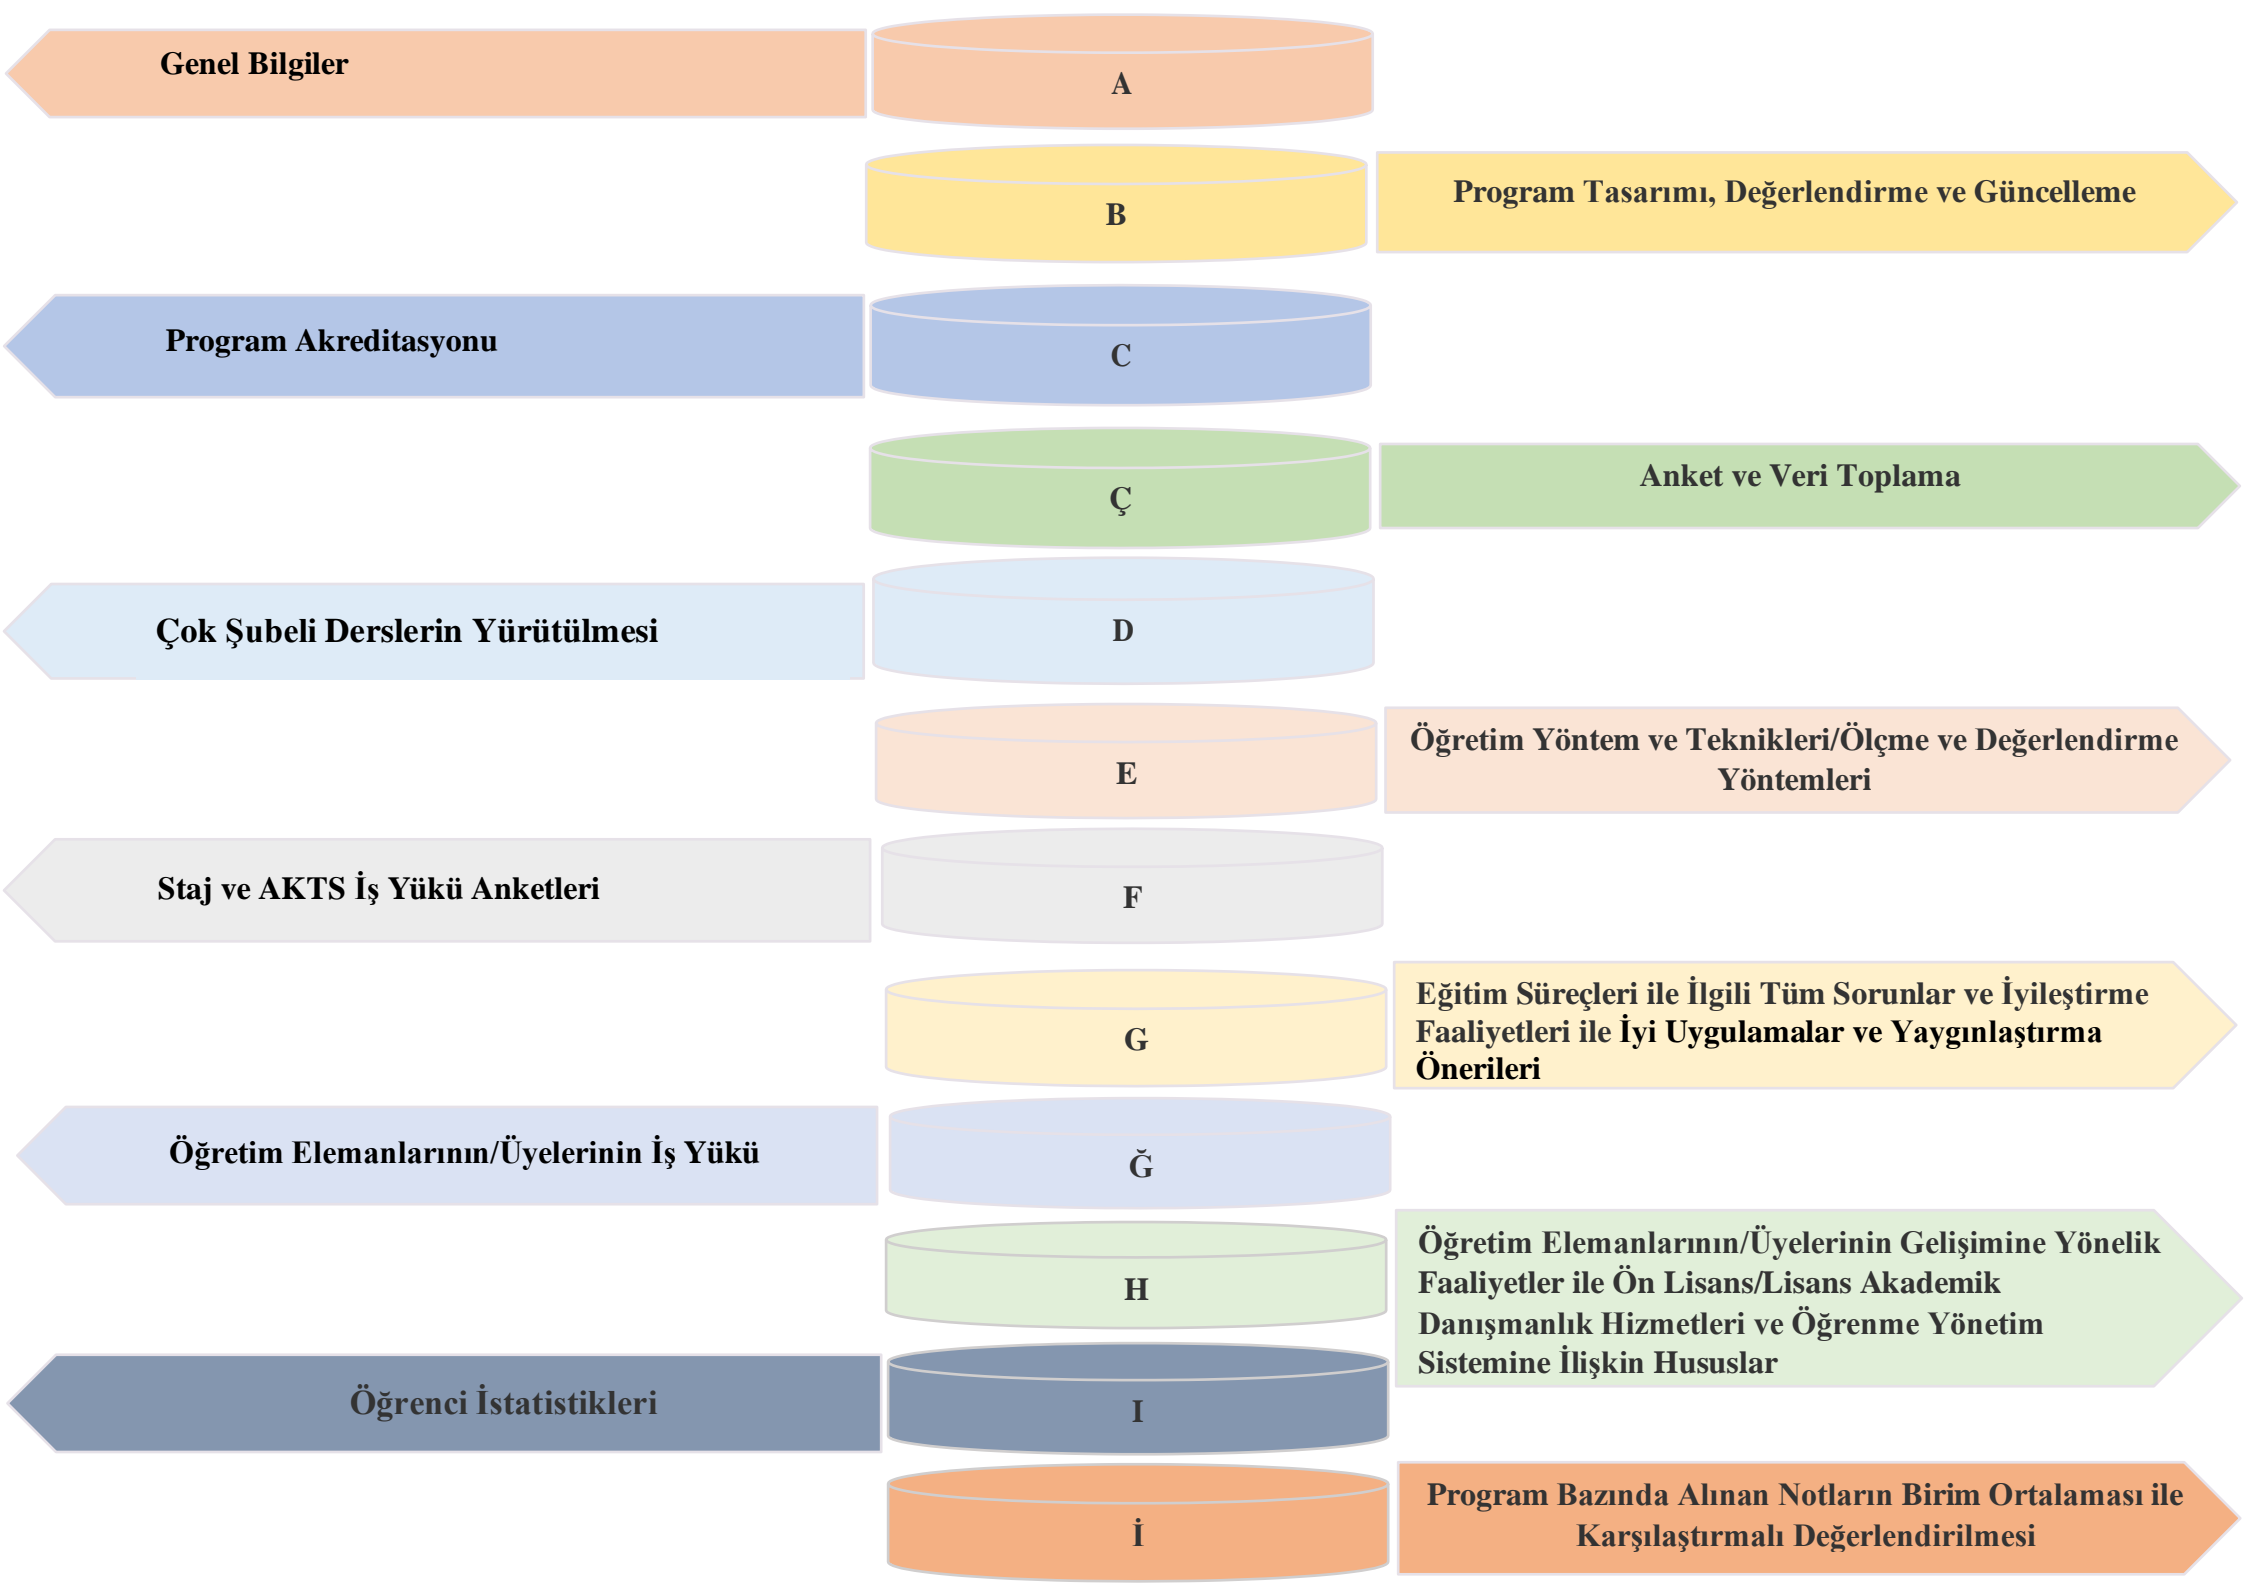 Genel Bilgiler
A
B
Program Tasarımı, Değerlendirme ve Güncelleme
Program Akreditasyonu
C
Ç
Anket ve Veri Toplama
Çok Şubeli Derslerin Yürütülmesi
D
E
Öğretim Yöntem ve Teknikleri/Ölçme ve Değerlendirme
Yöntemleri
Staj ve AKTS İş Yükü Anketleri
F
G
Eğitim Süreçleri ile İlgili Tüm Sorunlar ve İyileştirme
Faaliyetleri ile İyi Uygulamalar ve Yaygınlaştırma
Önerileri
Öğretim Elemanlarının/Üyelerinin İş Yükü
Ğ
H
Öğretim Elemanlarının/Üyelerinin Gelişimine Yönelik
Faaliyetler ile Ön Lisans/Lisans Akademik
Danışmanlık Hizmetleri ve Öğrenme Yönetim
Sistemine İlişkin Hususlar
Öğrenci İstatistikleri
I
İ
Program Bazında Alınan Notların Birim Ortalaması ile
Karşılaştırmalı Değerlendirilmesi